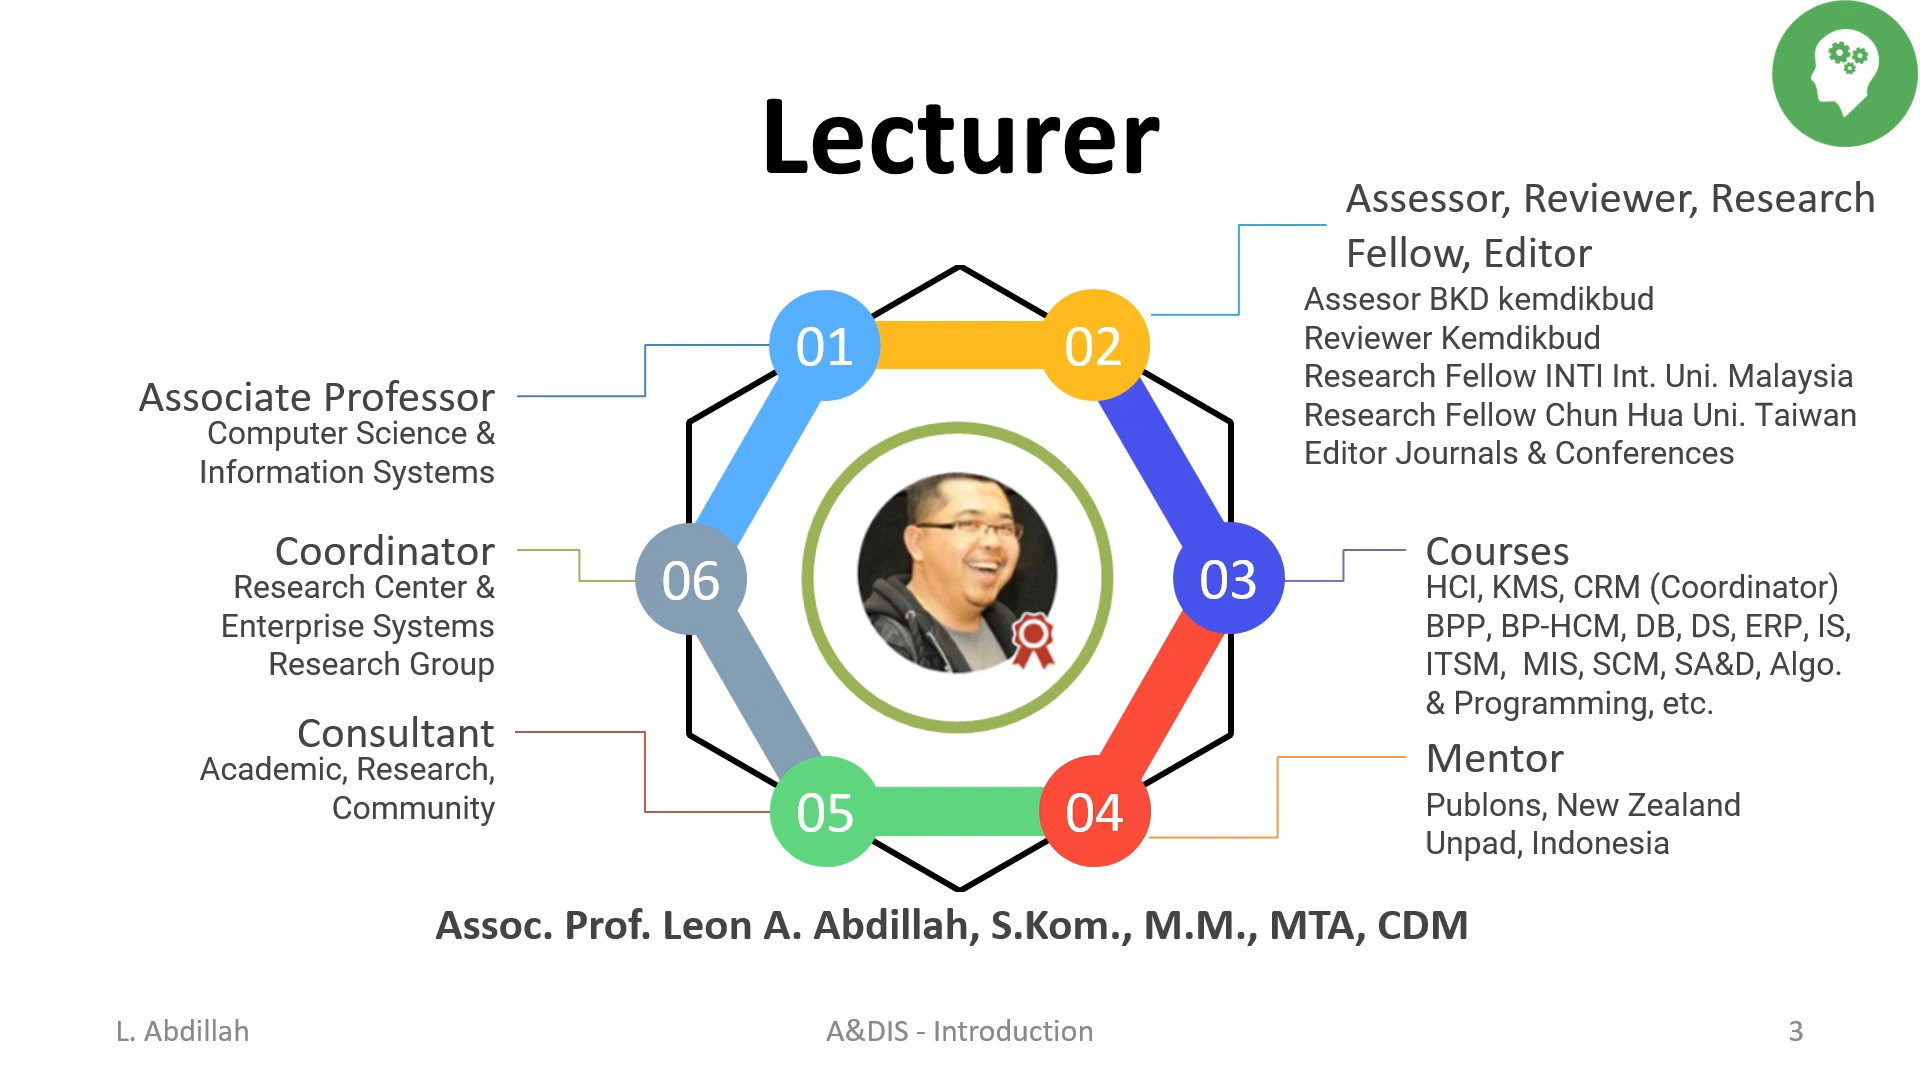 Lecturer
01
Associate Professor
Computer Science &
Information Systems
02
Assessor, Reviewer, Research
Fellow, Editor
Assesor BKD kemdikbud
Reviewer Kemdikbud
Research Fellow INTI Int. Uni. Malaysia
Research Fellow Chun Hua Uni. Taiwan
Editor Journals & Conferences
03
Courses
HCI, KMS, CRM (Coordinator)
BPP, BP-HCM, DB, DS, ERP, IS,
ITSM, MIS, SCM, SA&D, Algo.
& Programming, etc.
04
Mentor
Publons, New Zealand
Unpad, Indonesia
05
Consultant
Academic, Research,
Community
06
Coordinator
Research Center &
Enterprise Systems
Research Group
Assoc. Prof. Leon A. Abdillah, S.Kom., M.M., MTA, CDM
L. Abdillah
A&DIS - Introduction
3